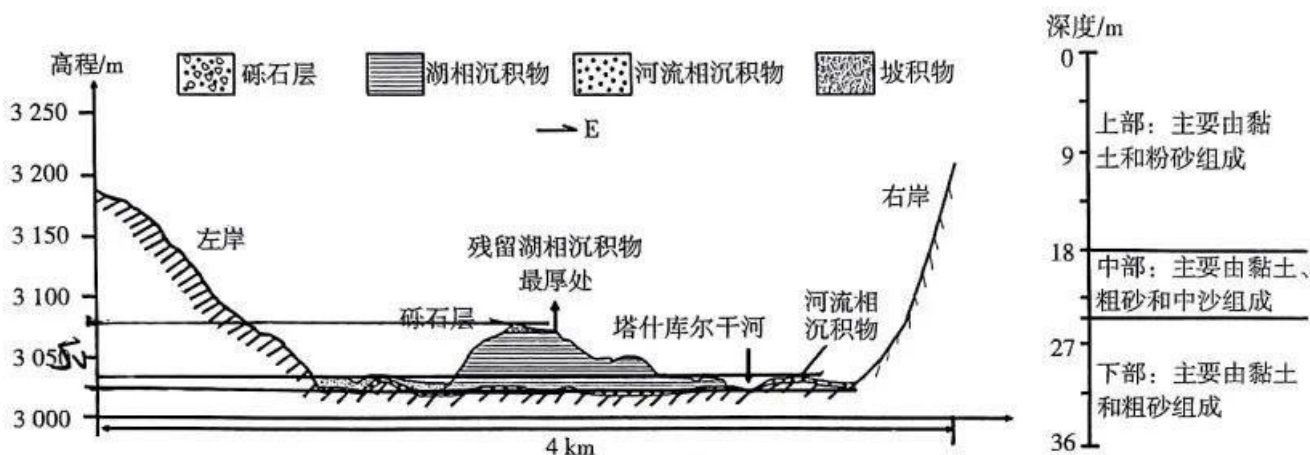 高程/m
砾石层
湖相沉积物
河流相沉积物
坡积物
E
3 250
3 200
3 150
3 100
3 050
3 000
左岸
右岸
残留湖相沉积物
最厚处
砾石层
塔什库尔干河
河流相
沉积物
4 km
深度/m
0
9
18
27
36
上部：主要由黏
土和粉砂组成
中部：主要由黏土、
粗砂和中沙组成
下部：主要由黏土
和粗砂组成